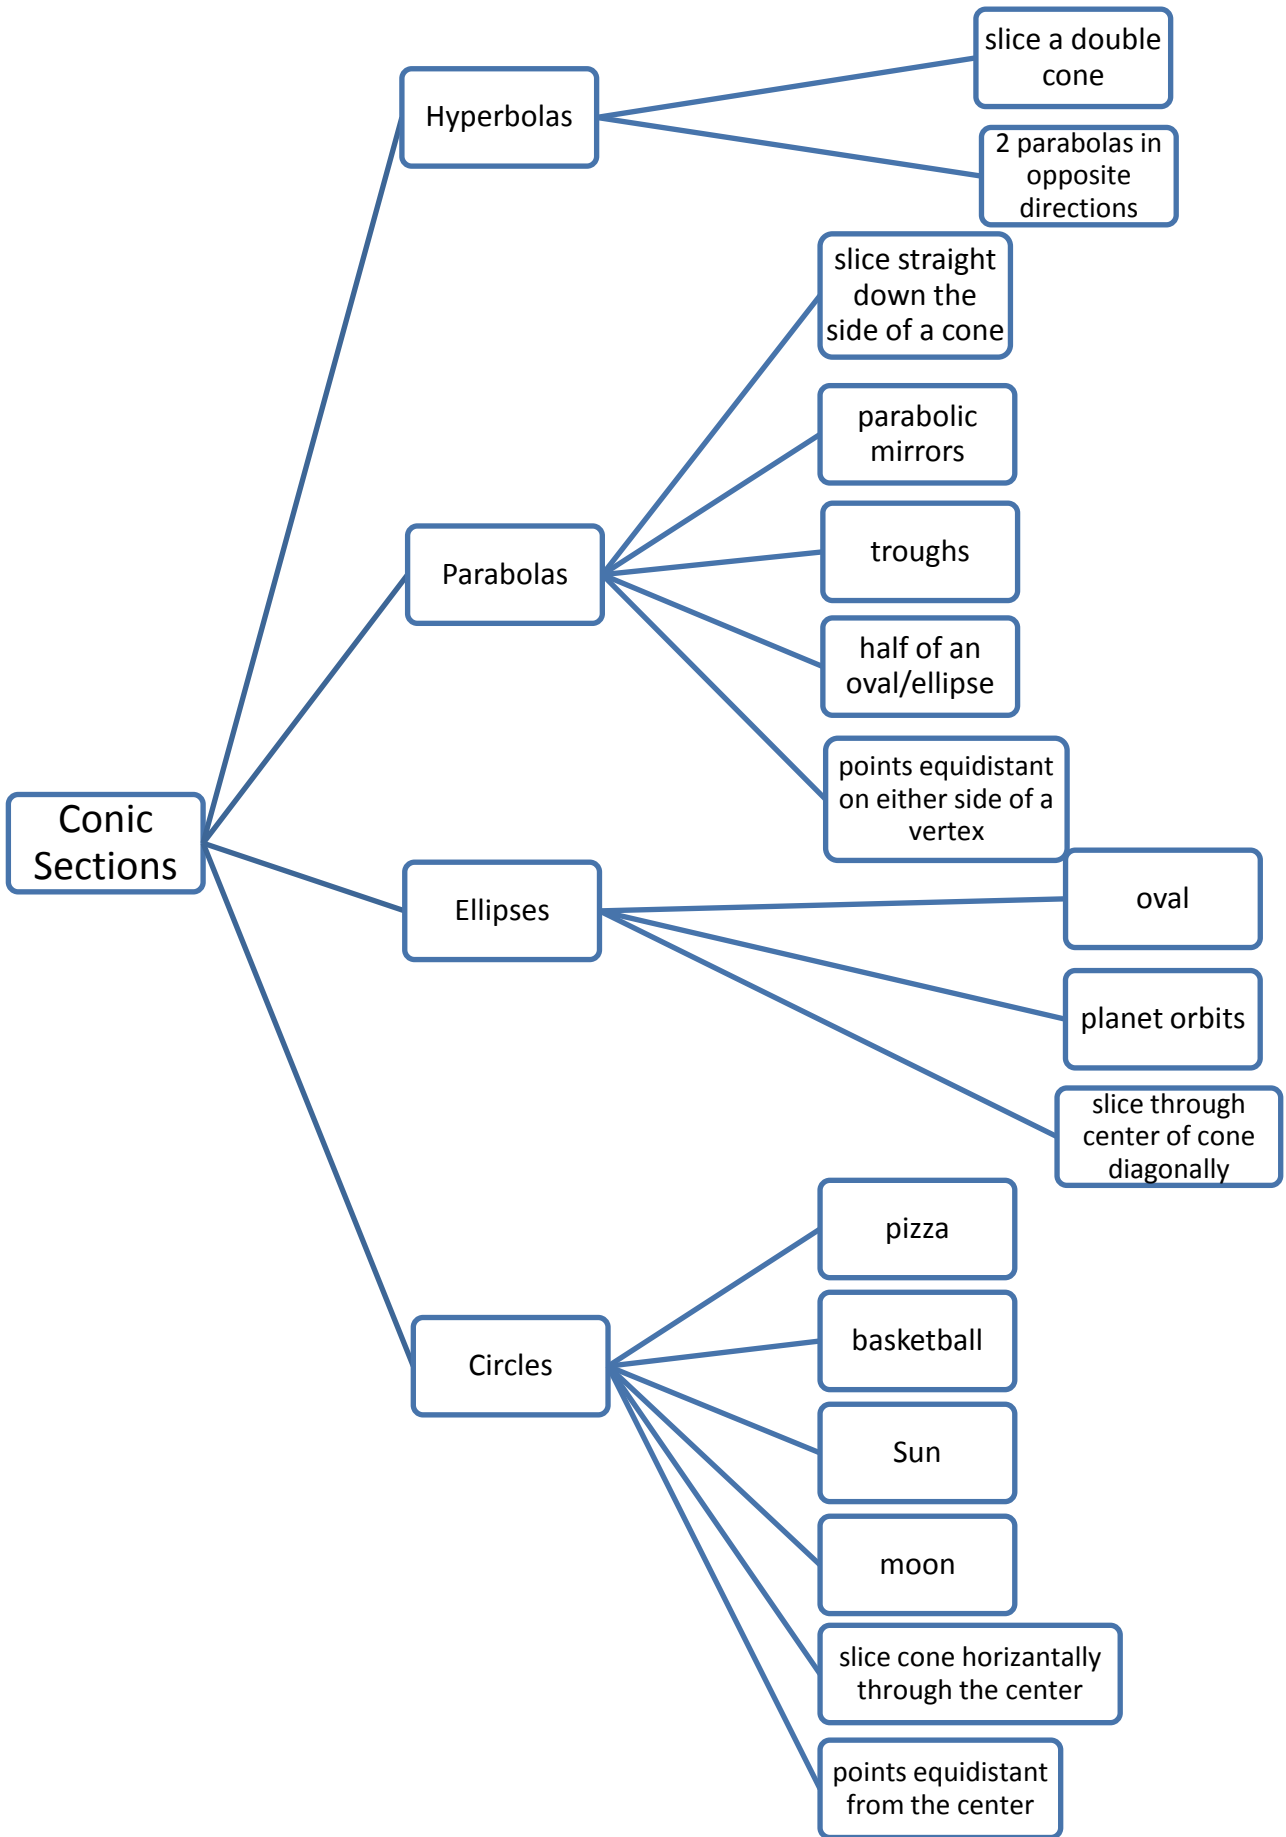 Conic
Sections
Hyperbolas
slice a double
cone
2 parabolas in
opposite
directions
Parabolas
slice straight
down the
side of a cone
parabolic
mirrors
troughs
half of an
oval/ellipse
points equidistant
on either side of a
vertex
Ellipses
oval
planet orbits
slice through
center of cone
diagonally
Circles
pizza
basketball
Sun
moon
slice cone horizantally
through the center
points equidistant
from the center